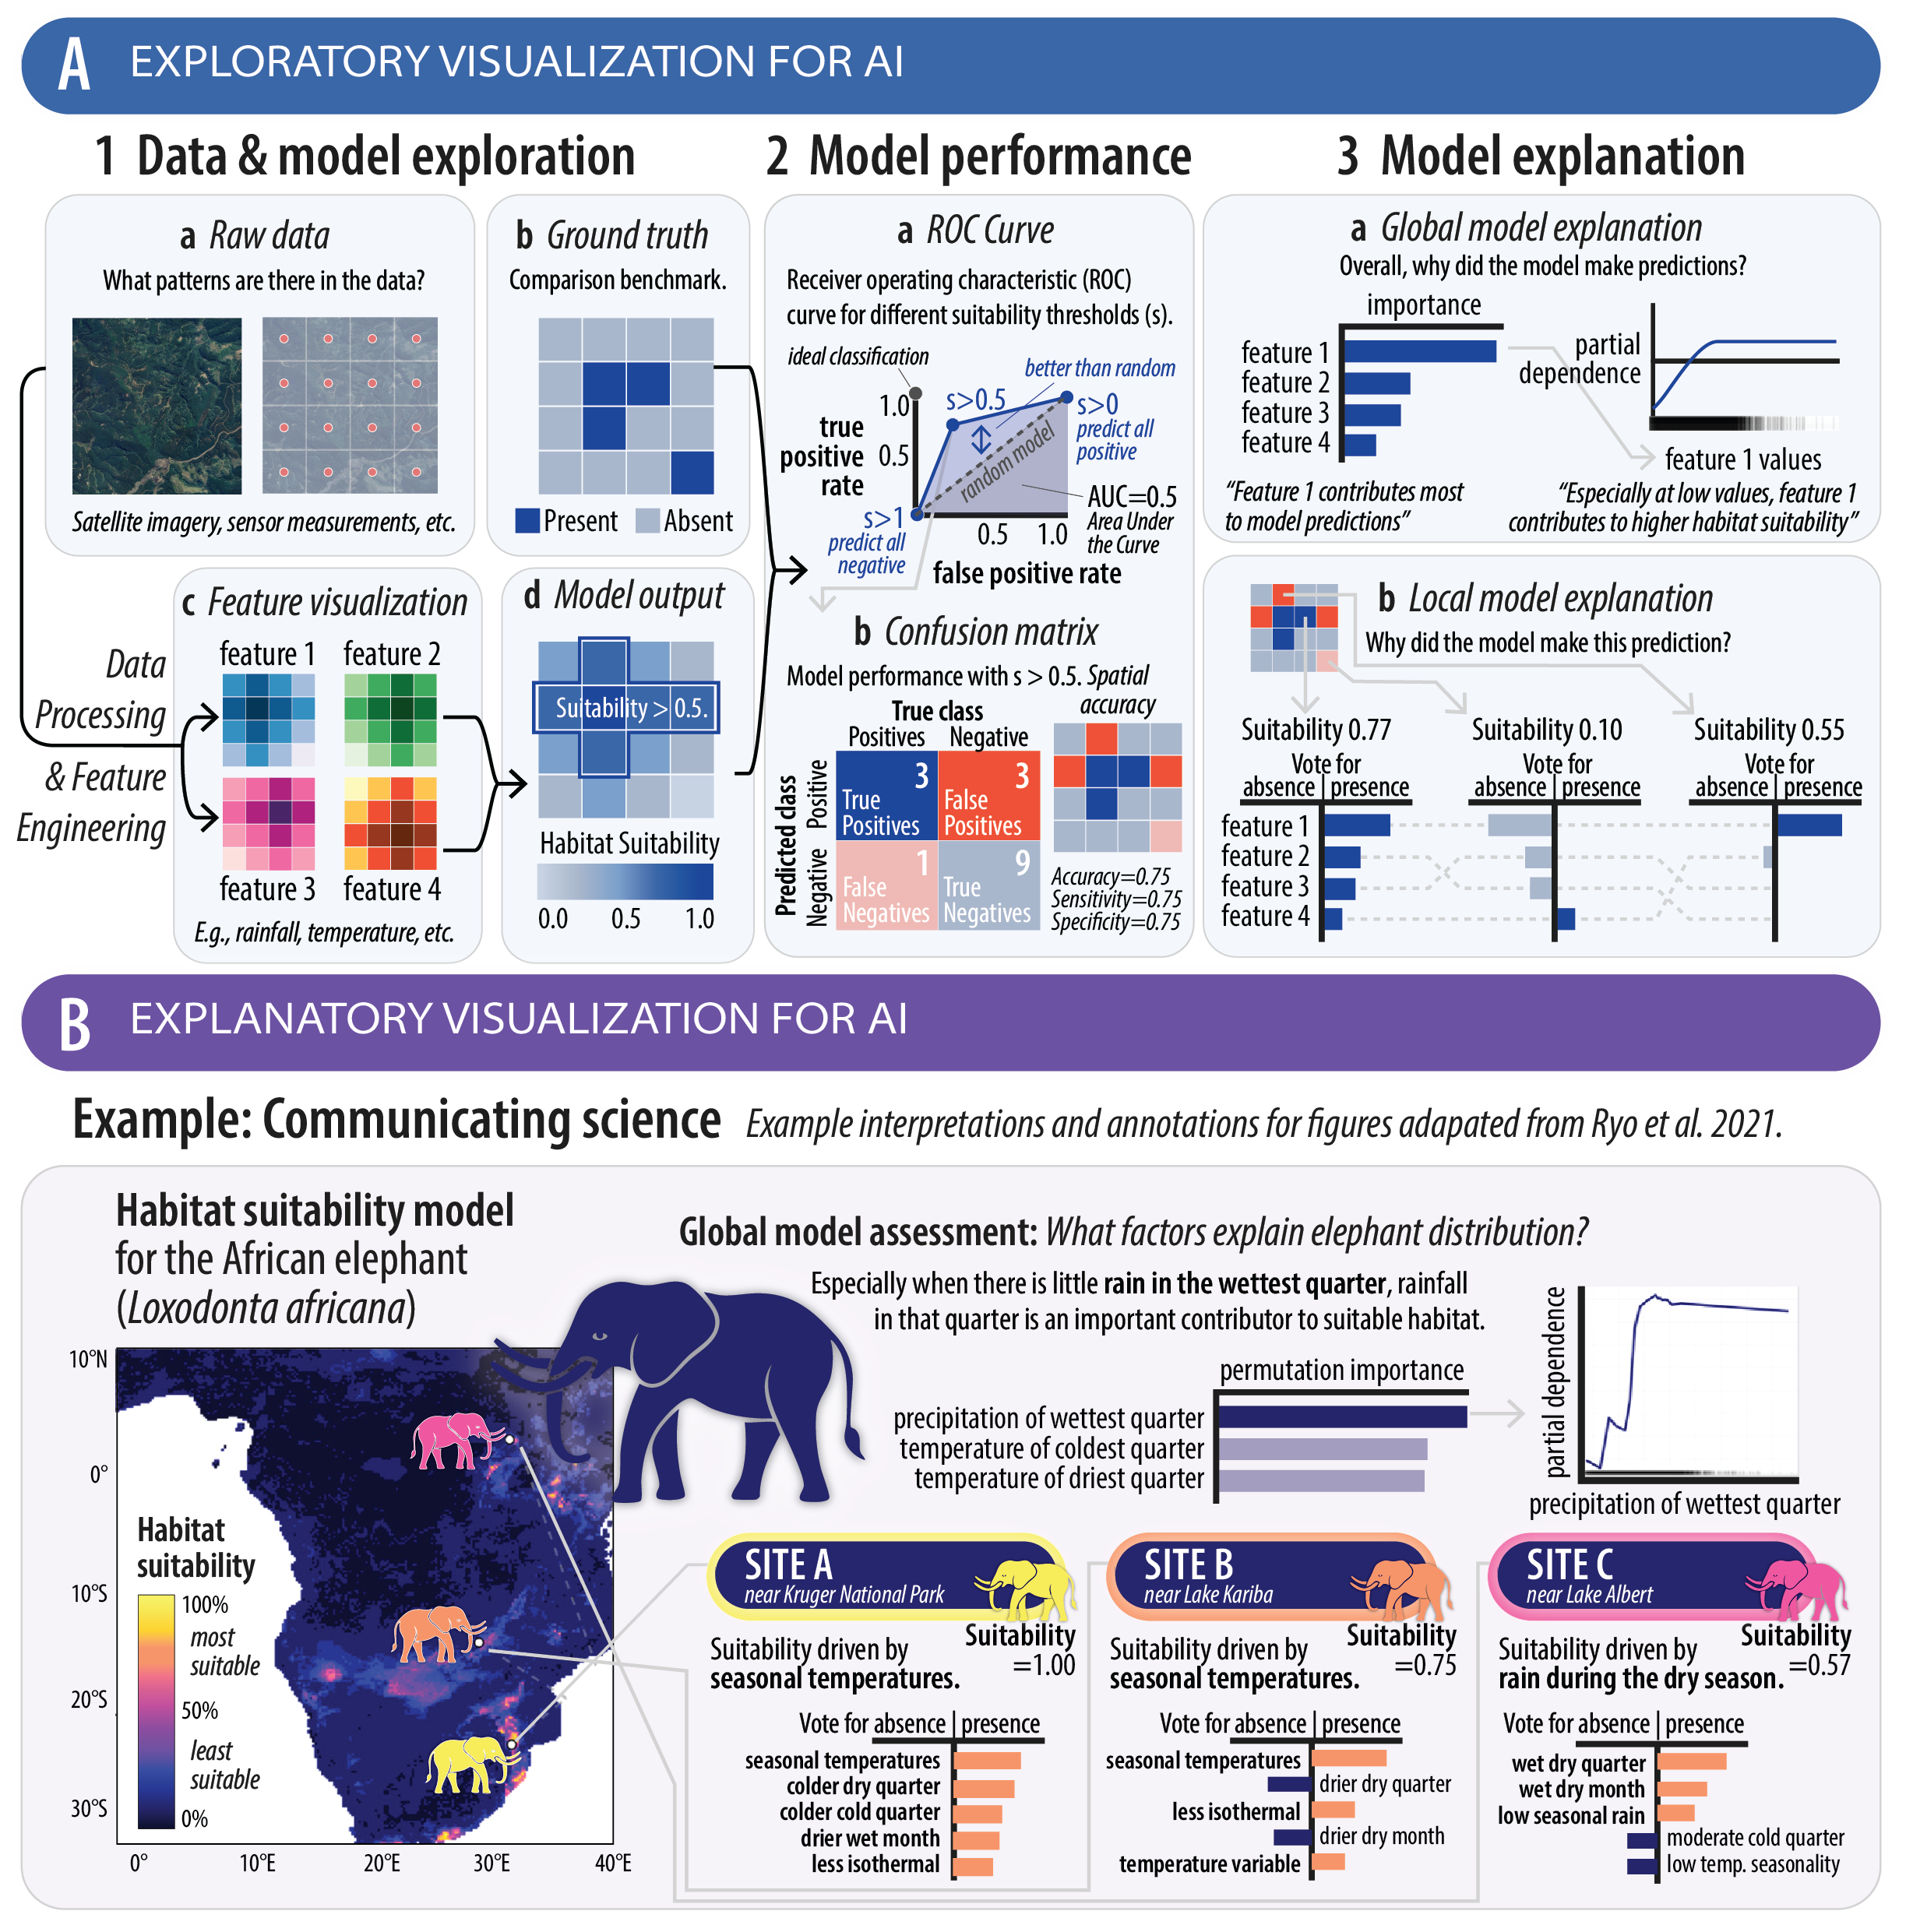 A EXPLORATORY VISUALIZATION FOR AI
1 Data & model exploration
a Raw data
What patterns are there in the data?
Satellite imagery, sensor measurements, etc.
b Ground truth
Comparison benchmark.
Present
Absent
Data
Processing
& Feature
Engineering
c Feature visualization
feature 1
feature 2
feature 3
feature 4
E.g., rainfall, temperature, etc.
d Model output
Suitability > 0.5.
Habitat Suitability
0.0 0.5 1.0
2 Model performance
a ROC Curve
Receiver operating characteristic (ROC)
curve for different suitability thresholds (s).
ideal classification
better than random
1.0
s>0.5
s>0
predict all
positive
true
positive
rate
0.5
random model
s>1
predict all
negative
AUC=0.5
Area Under
the Curve
0.5 1.0
false positive rate
b Confusion matrix
Model performance with s > 0.5.
Spatial
accuracy
True class
Positives
Negative
Predicted class
Positive
Negative
3
True
Positives
3
False
Positives
1
False
Negatives
9
True
Negatives
Accuracy=0.75
Sensitivity=0.75
Specificity=0.75
3 Model explanation
a Global model explanation
Overall, why did the model make predictions?
importance
feature 1
feature 2
feature 3
feature 4
"Feature 1 contributes most
to model predictions"
partial
dependence
feature 1 values
"Especially at low values, feature 1
contributes to higher habitat suitability"
b Local model explanation
Why did the model make this prediction?
Suitability 0.77
Vote for
absence presence
Suitability 0.10
Vote for
absence presence
Suitability 0.55
Vote for
absence presence
feature 1
feature 2
feature 3
feature 4
B EXPLANATORY VISUALIZATION FOR AI
Example: Communicating science Example interpretations and annotations for figures adapated from Ryo et al. 2021.
Habitat suitability model
for the African elephant
(Loxodonta africana)
10°N
0°
10°S
20°S
30°S
0°
10°E
20°E
30°E
40°E
Habitat
suitability
100%
most
suitable
50%
least
suitable
0%
Global model assessment: What factors explain elephant distribution?
Especially when there is little rain in the wettest quarter, rainfall
in that quarter is an important contributor to suitable habitat.
permutation importance
precipitation of wettest quarter
temperature of coldest quarter
temperature of driest quarter
partial dependence
precipitation of wettest quarter
SITE A
near Kruger National Park
Suitability
=1.00
Suitability driven by
seasonal temperatures.
Vote for absence presence
seasonal temperatures
colder dry quarter
colder cold quarter
drier wet month
less isothermal
SITE B
near Lake Kariba
Suitability
=0.75
Suitability driven by
seasonal temperatures.
Vote for absence presence
seasonal temperatures
drier dry quarter
less isothermal
drier dry month
temperature variable
SITE C
near Lake Albert
Suitability
=0.57
Suitability driven by
rain during the dry season.
Vote for absence presence
wet dry quarter
wet dry month
low seasonal rain
moderate cold quarter
low temp. seasonality